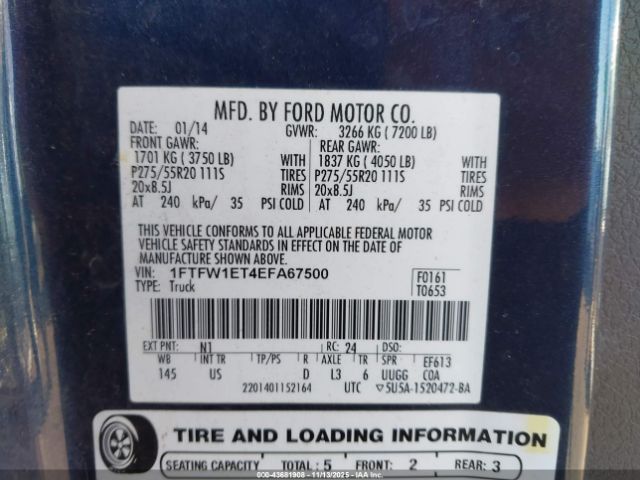 MFD. BY FORD MOTOR CO.
DATE: 01/14 GVWR: 3266 KG ( 7200 LB)
FRONT GAWR: REAR GAWR:
1701 KG ( 3750 LB) WITH 1837 KG ( 4050 LB) WITH
P275/55R20 111S TIRES P275/55R20 111S TIRES
20x8.5J RIMS 20x8.5J RIMS
AT 240 kPa/ 35 PSI COLD AT 240 kPa/ 35 PSI COLD
THIS VEHICLE CONFORMS TO ALL APPLICABLE FEDERAL MOTOR
VEHICLE SAFETY STANDARDS IN EFFECT ON THE DATE OF
MANUFACTURE SHOWN ABOVE.
VIN: 1FTFW1ET4EFA67500 F0161
TYPE: Truck T0653
EXT PNT: N1 RC: 24 DSO:
WB INT TR TP/PS R AXLE TR SPR EF613
145 US D L3 6 UUGG COA
2201401152164 UTC 5U5A-1520472-BA
TIRE AND LOADING INFORMATION
SEATING CAPACITY TOTAL: 5 FRONT: 2 REAR: 3
00-43681908 - 11/13/2025 - IAAI.COM